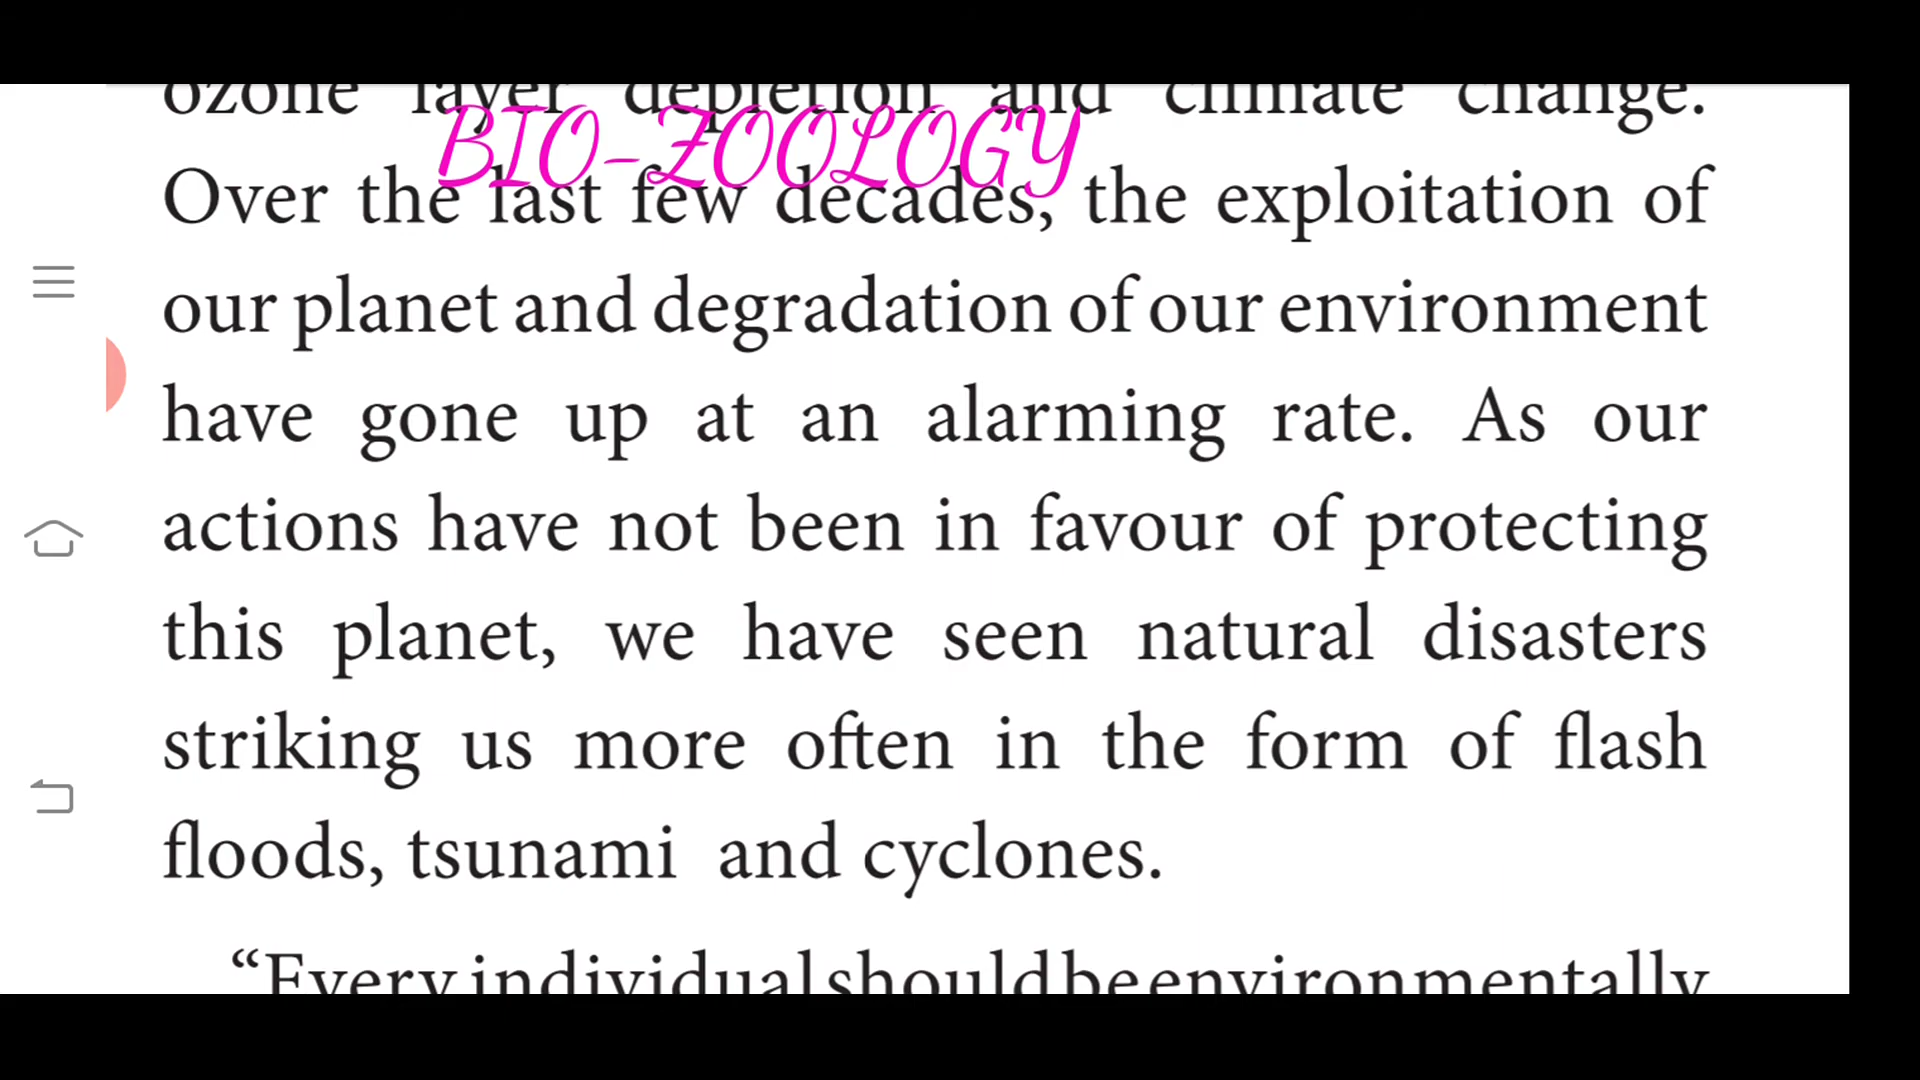 ozone layer depletion and climate change.
BIO-ZOOLOGY
Over the last few decades, the exploitation of
our planet and degradation of our environment
have gone up at an alarming rate. As our
actions have not been in favour of protecting
this planet, we have seen natural disasters
striking us more often in the form of flash
floods, tsunami and cyclones.
“Every individual should be environmentally